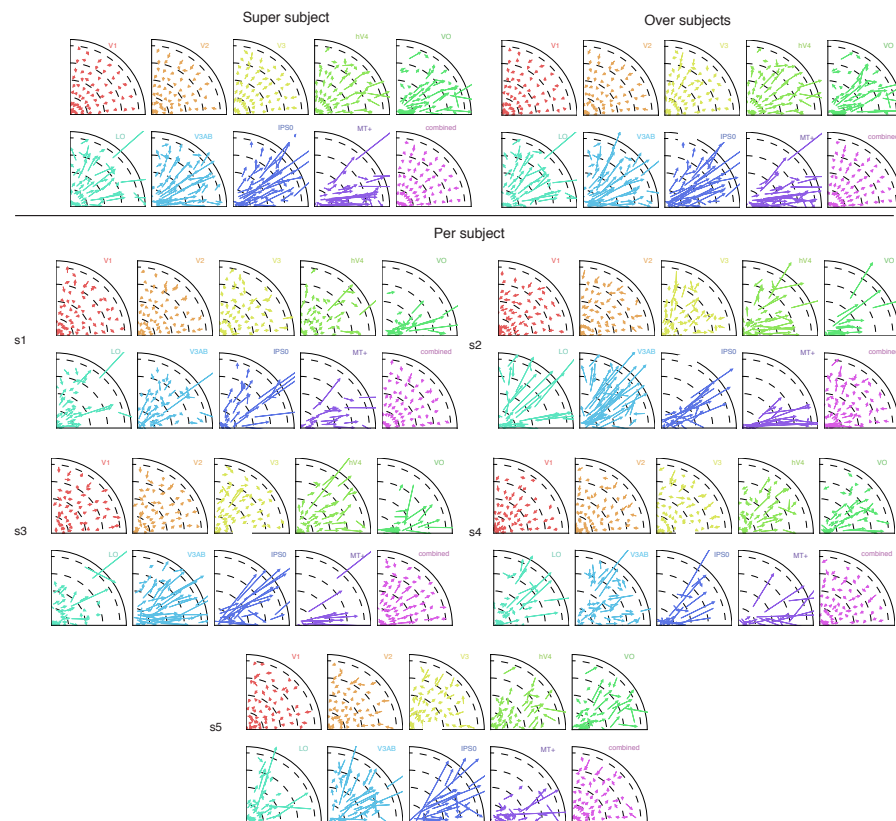 Super subject
Over subjects
V1 V2 V3 hV4 VO
V1 V2 V3 hV4 VO
LO V3AB IPS0 MT+ combined
LO V3AB IPS0 MT+ combined
Per subject
s1
V1 V2 V3 hV4 VO
LO V3AB IPS0 MT+ combined
s2
V1 V2 V3 hV4 VO
LO V3AB IPS0 MT+ combined
s3
V1 V2 V3 hV4 VO
LO V3AB IPS0 MT+ combined
s4
V1 V2 V3 hV4 VO
LO V3AB IPS0 MT+ combined
s5
V1 V2 V3 hV4 VO
LO V3AB IPS0 MT+ combined